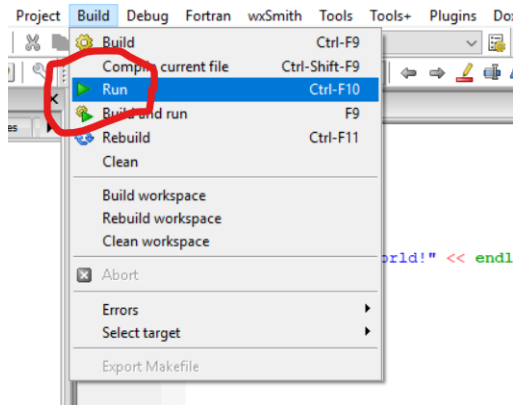 Project Build Debug Fortran wxSmith Tools Tools+ Plugins Dox
Build Ctrl-F9
Compile current file Ctrl-Shift-F9
Run Ctrl-F10
Build and run F9
Rebuild Ctrl-F11
Clean
Build workspace
Rebuild workspace
Clean workspace
orld!" << endl
Abort
Errors
Select target
Export Makefile